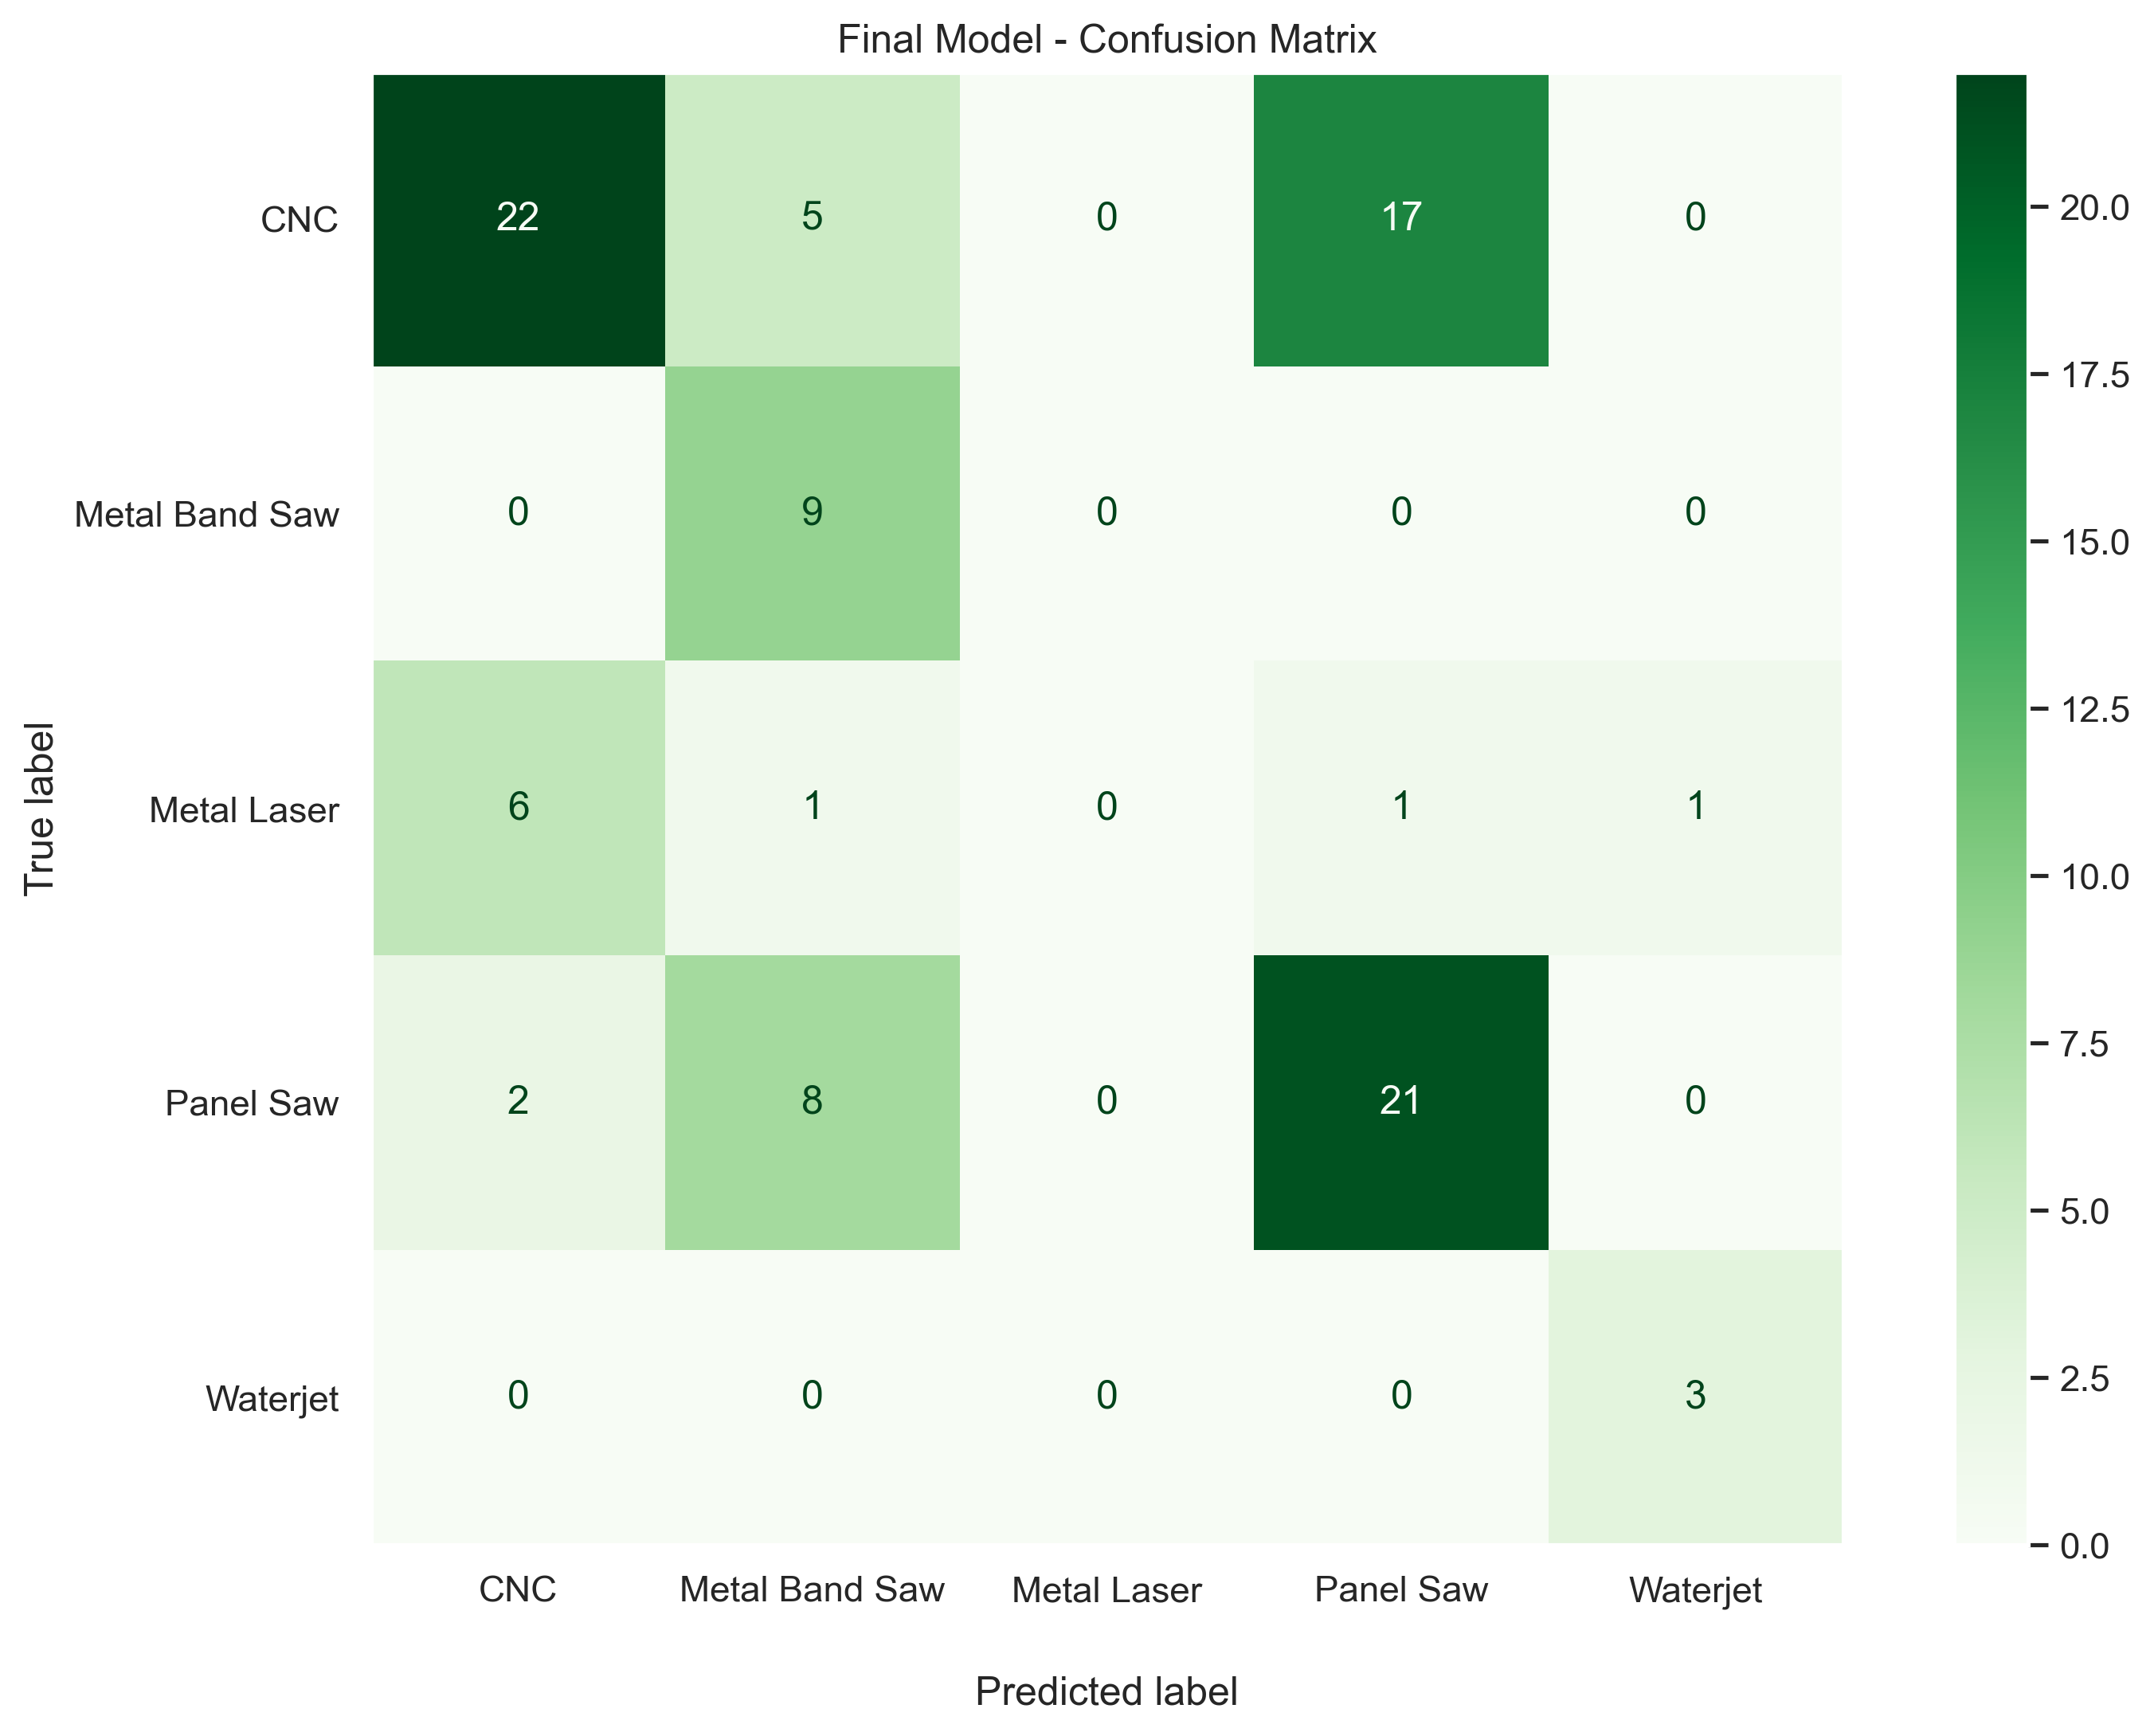 Final Model - Confusion Matrix
CNC 22 5 0 17 0
Metal Band Saw 0 9 0 0 0
Metal Laser 6 1 0 1 1
Panel Saw 2 8 0 21 0
Waterjet 0 0 0 0 3
CNC Metal Band Saw Metal Laser Panel Saw Waterjet
Predicted label
True label
20.0
17.5
15.0
12.5
10.0
7.5
5.0
2.5
0.0